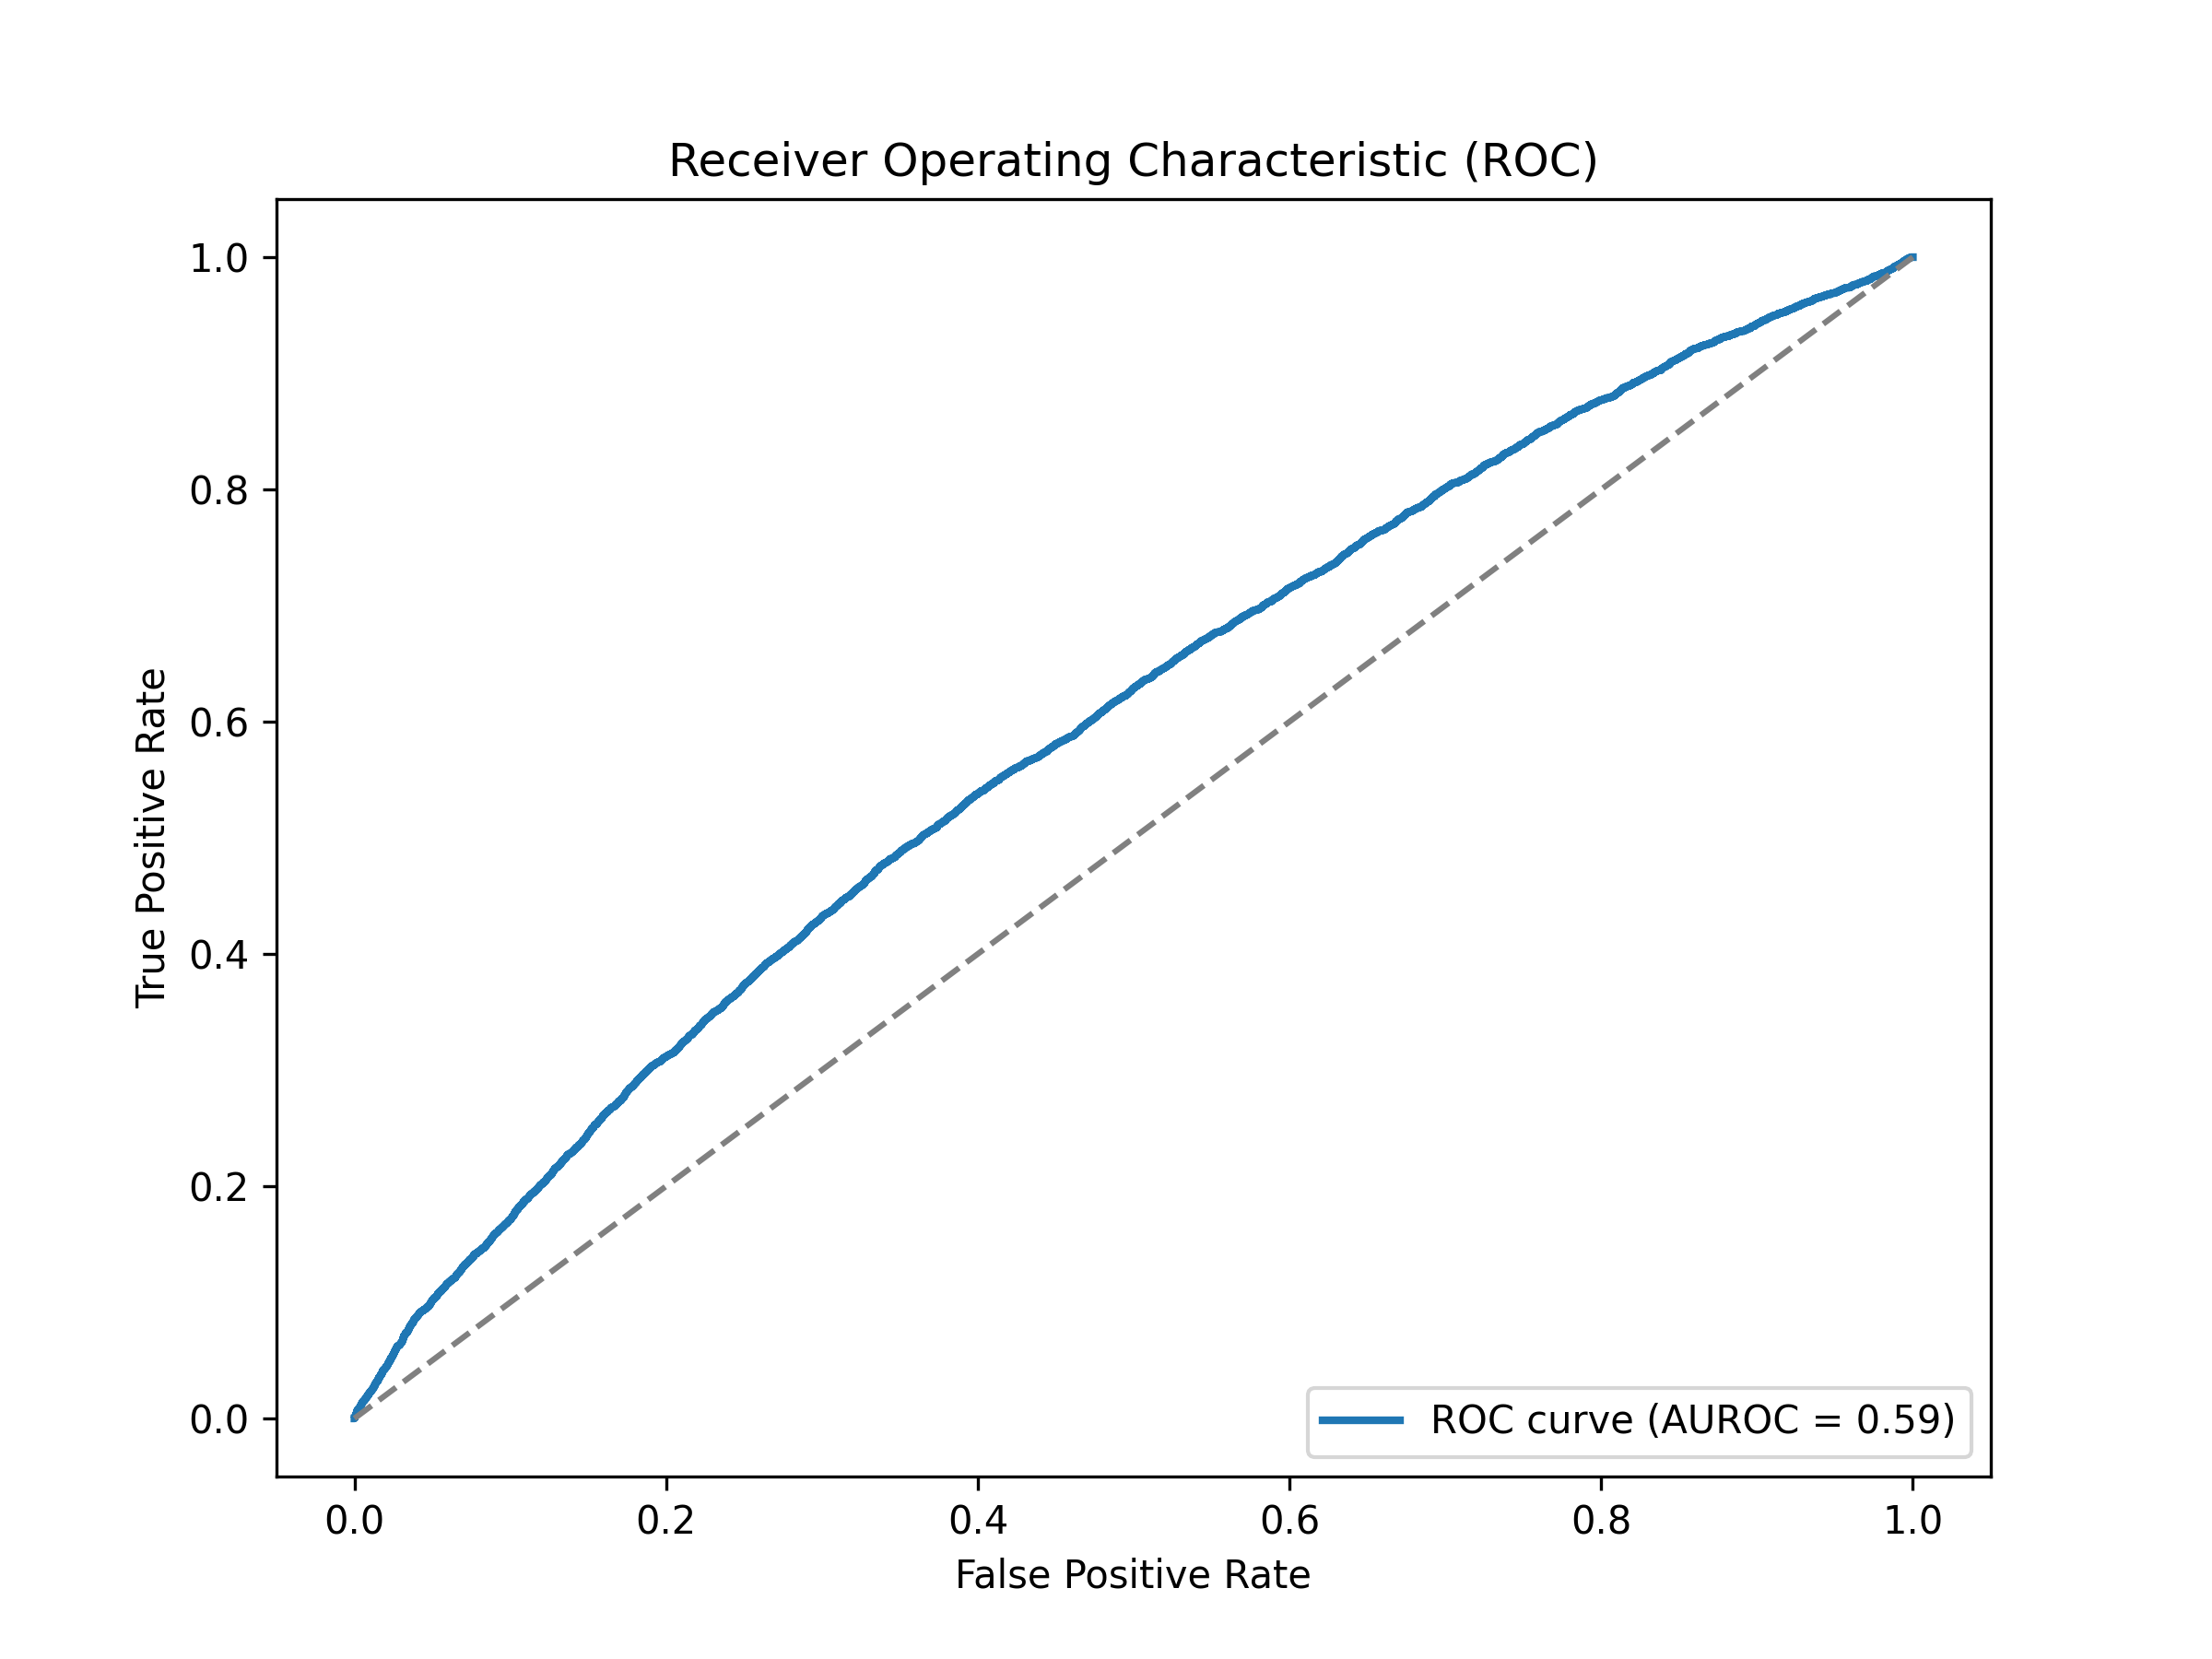 Receiver Operating Characteristic (ROC)
1.0
0.8
0.6
0.4
0.2
0.0
True Positive Rate
ROC curve (AUROC = 0.59)
0.0 0.2 0.4 0.6 0.8 1.0
False Positive Rate